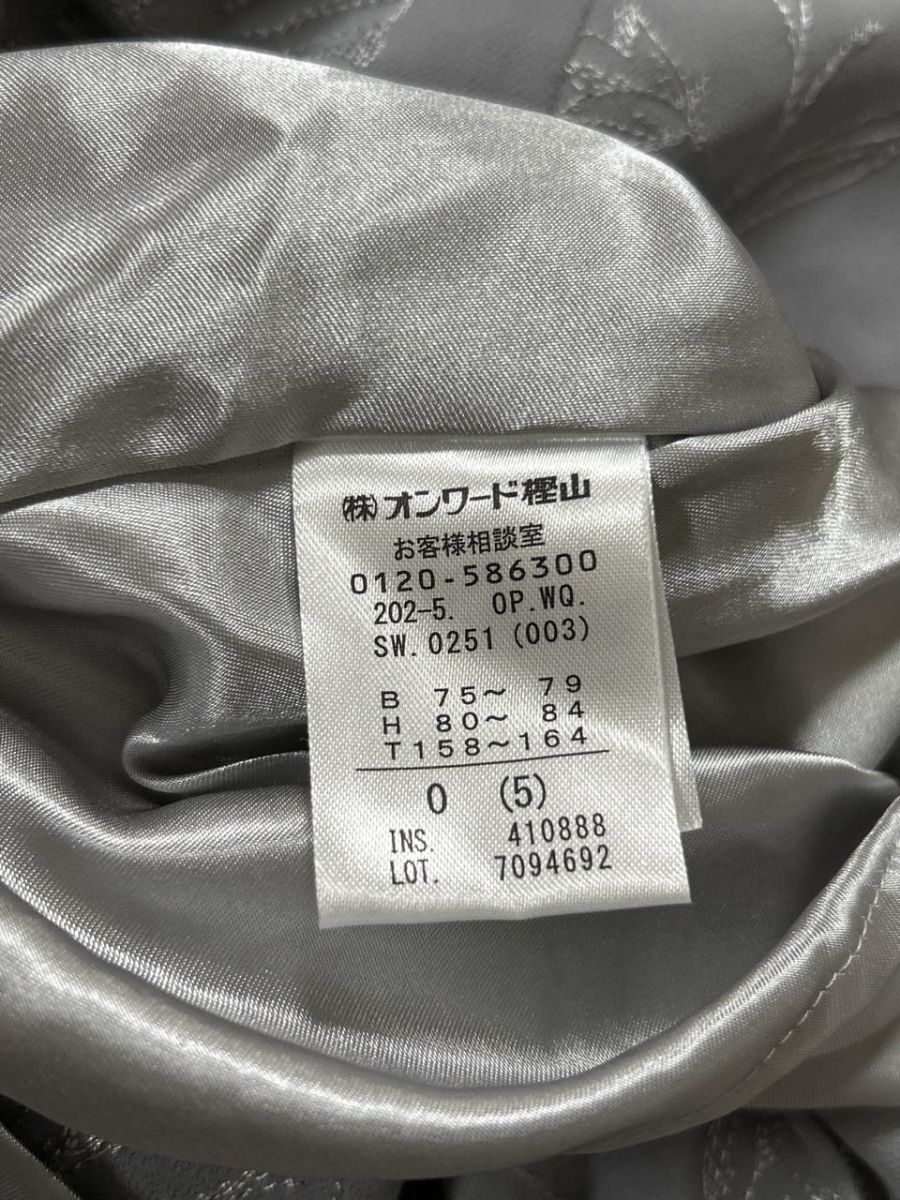 ㈱オンワード樫山
お客様相談室
0120-586300
202-5. OP.WQ.
SW.0251 (003)
B 75～ 79
H 80～ 84
T158～164
0 (5)
INS. 410888
LOT. 7094692